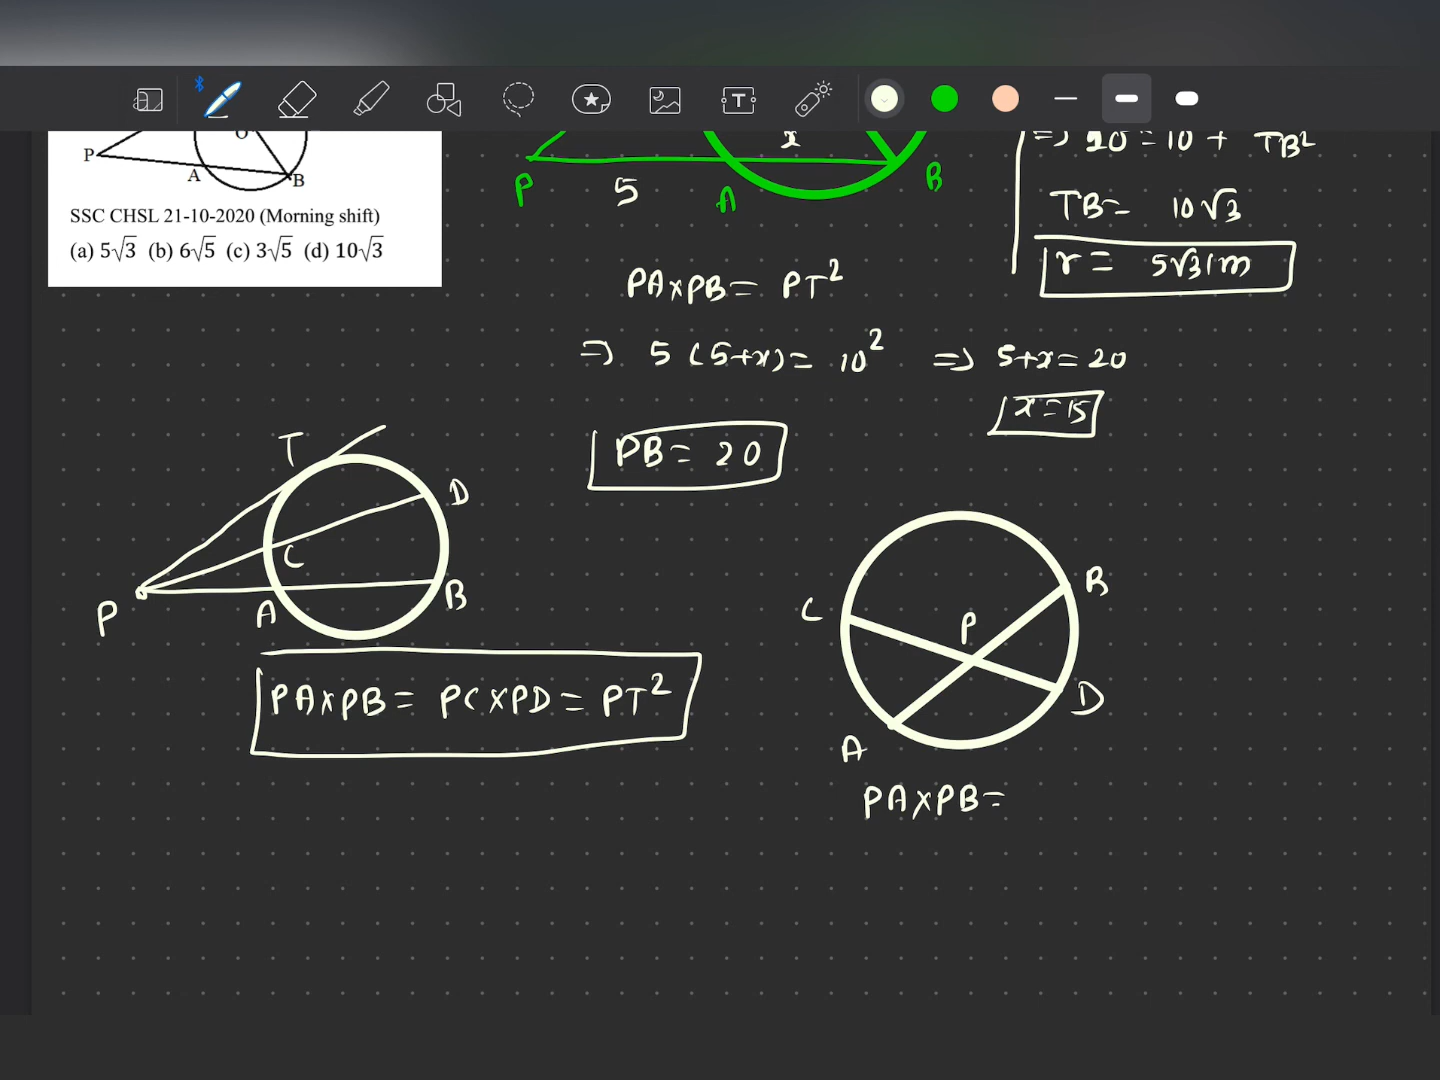 O
P
A
B
SSC CHSL 21-10-2020 (Morning shift)
(a) 5√3 (b) 6√5 (c) 3√5 (d) 10√3
x
P 5 A B
TB²
TB = 10√3
r = 5√3 cm
PA×PB = PT²
⇒ 5 (5+x) = 10² ⇒ 5+x = 20
x = 15
PB = 20
T
D
C
P
A
B
PA×PB = PC×PD = PT²
C
B
P
D
A
PA×PB =